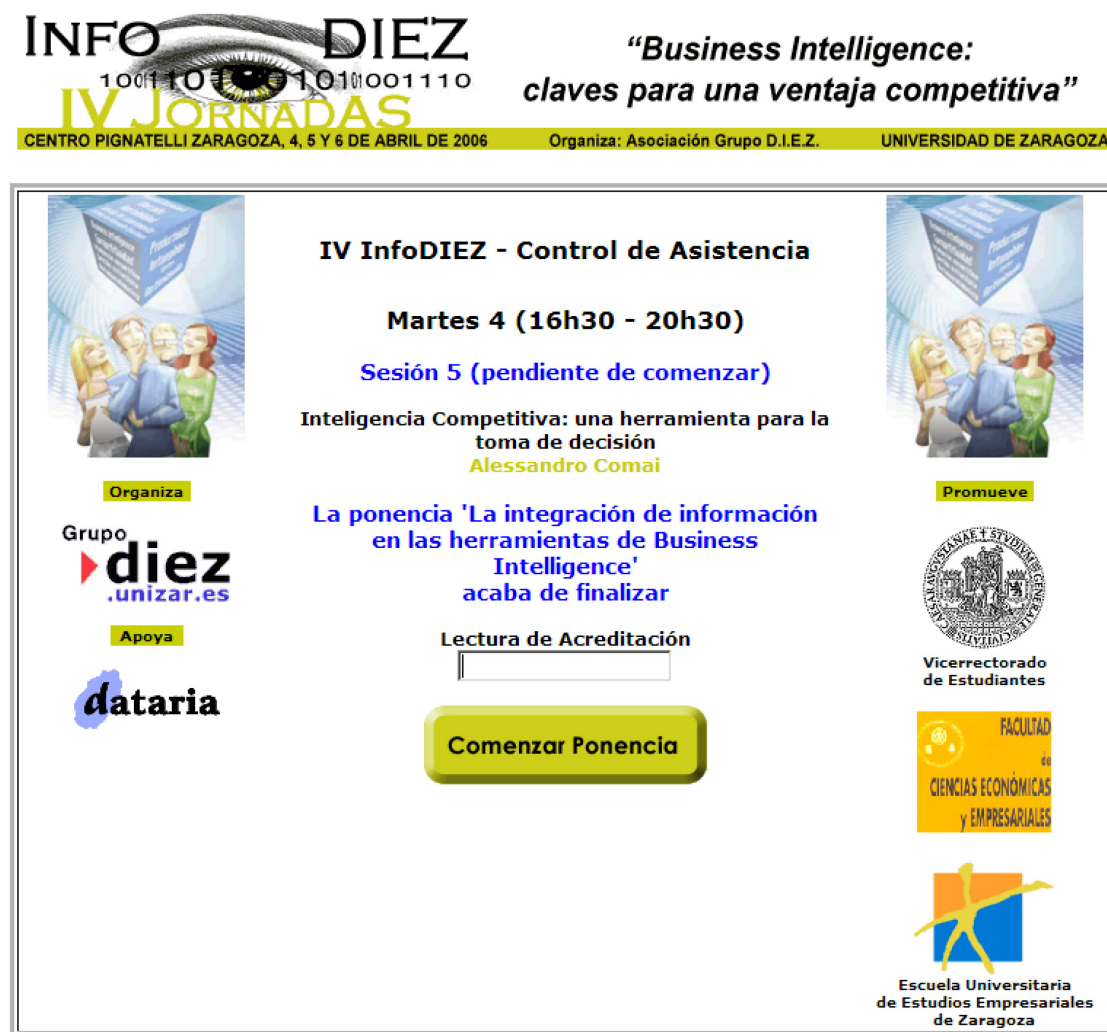 INFO DIEZ
10011010101010011110
IV JORNADAS
"Business Intelligence:
claves para una ventaja competitiva"
CENTRO PIGNATELLI ZARAGOZA, 4, 5 Y 6 DE ABRIL DE 2006 Organiza: Asociación Grupo D.I.E.Z. UNIVERSIDAD DE ZARAGOZA
IV InfoDIEZ - Control de Asistencia
Martes 4 (16h30 - 20h30)
Sesión 5 (pendiente de comenzar)
Inteligencia Competitiva: una herramienta para la
toma de decisión
Alessandro Comai
La ponencia 'La integración de información
en las herramientas de Business
Intelligence'
acaba de finalizar
Lectura de Acreditación
Comenzar Ponencia
Organiza
Grupo
diez
.unizar.es
Apoya
dataria
Promueve
Vicerrectorado
de Estudiantes
FACULTAD
de
CIENCIAS ECONÓMICAS
y EMPRESARIALES
Escuela Universitaria
de Estudios Empresariales
de Zaragoza